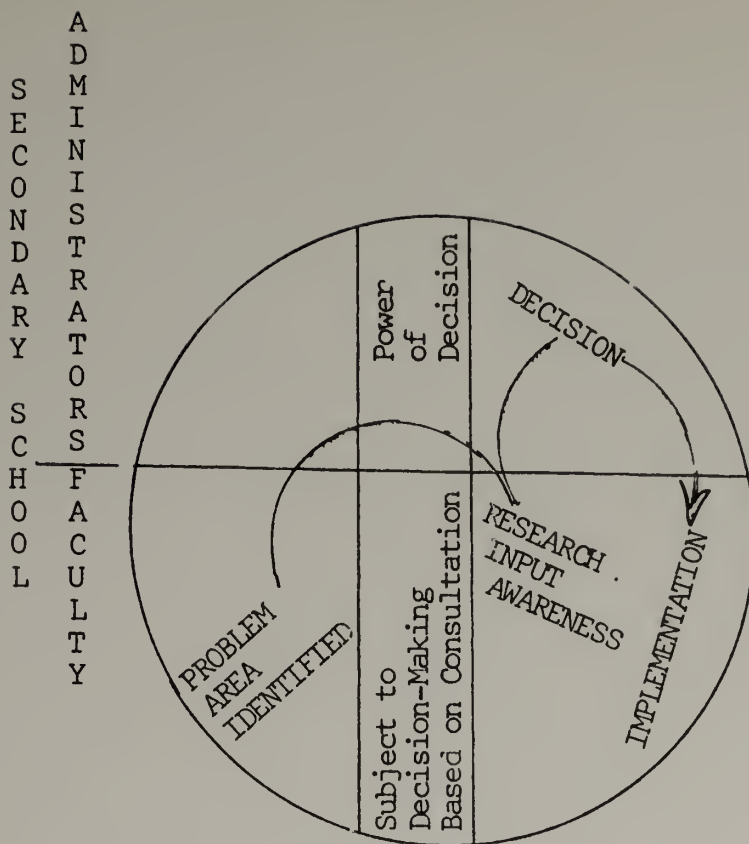 SECONDARY SCHOOL
ADMINISTRATORS
FACULTY
Power
of
Decision
DECISION
PROBLEM
AREA
IDENTIFIED
Subject to
Decision-Making
Based on Consultation
RESEARCH
INPUT
AWARENESS
IMPLEMENTATION